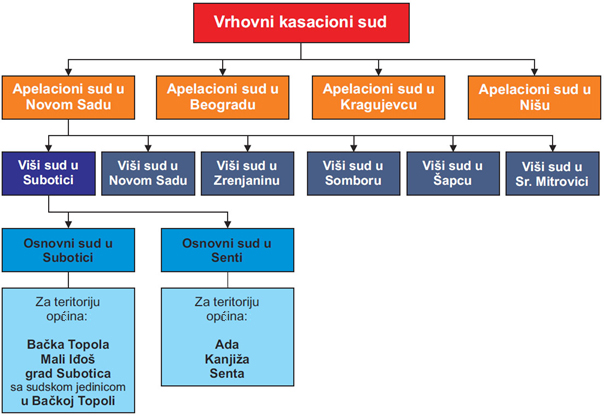 Vrhovni kasacioni sud
Apelacioni sud u
Novom Sadu
Apelacioni sud u
Beogradu
Apelacioni sud u
Kragujevcu
Apelacioni sud u
Nišu
Viši sud u
Subotici
Viši sud u
Novom Sadu
Viši sud u
Zrenjaninu
Viši sud u
Somboru
Viši sud u
Šapcu
Viši sud u
Sr. Mitrovici
Osnovni sud u
Subotici
Osnovni sud u
Senti
Za teritoriju
općina:
Bačka Topola
Mali Iđoš
grad Subotica
sa sudskom jedinicom
u Bačkoj Topoli
Za teritoriju
općina:
Ada
Kanjiža
Senta